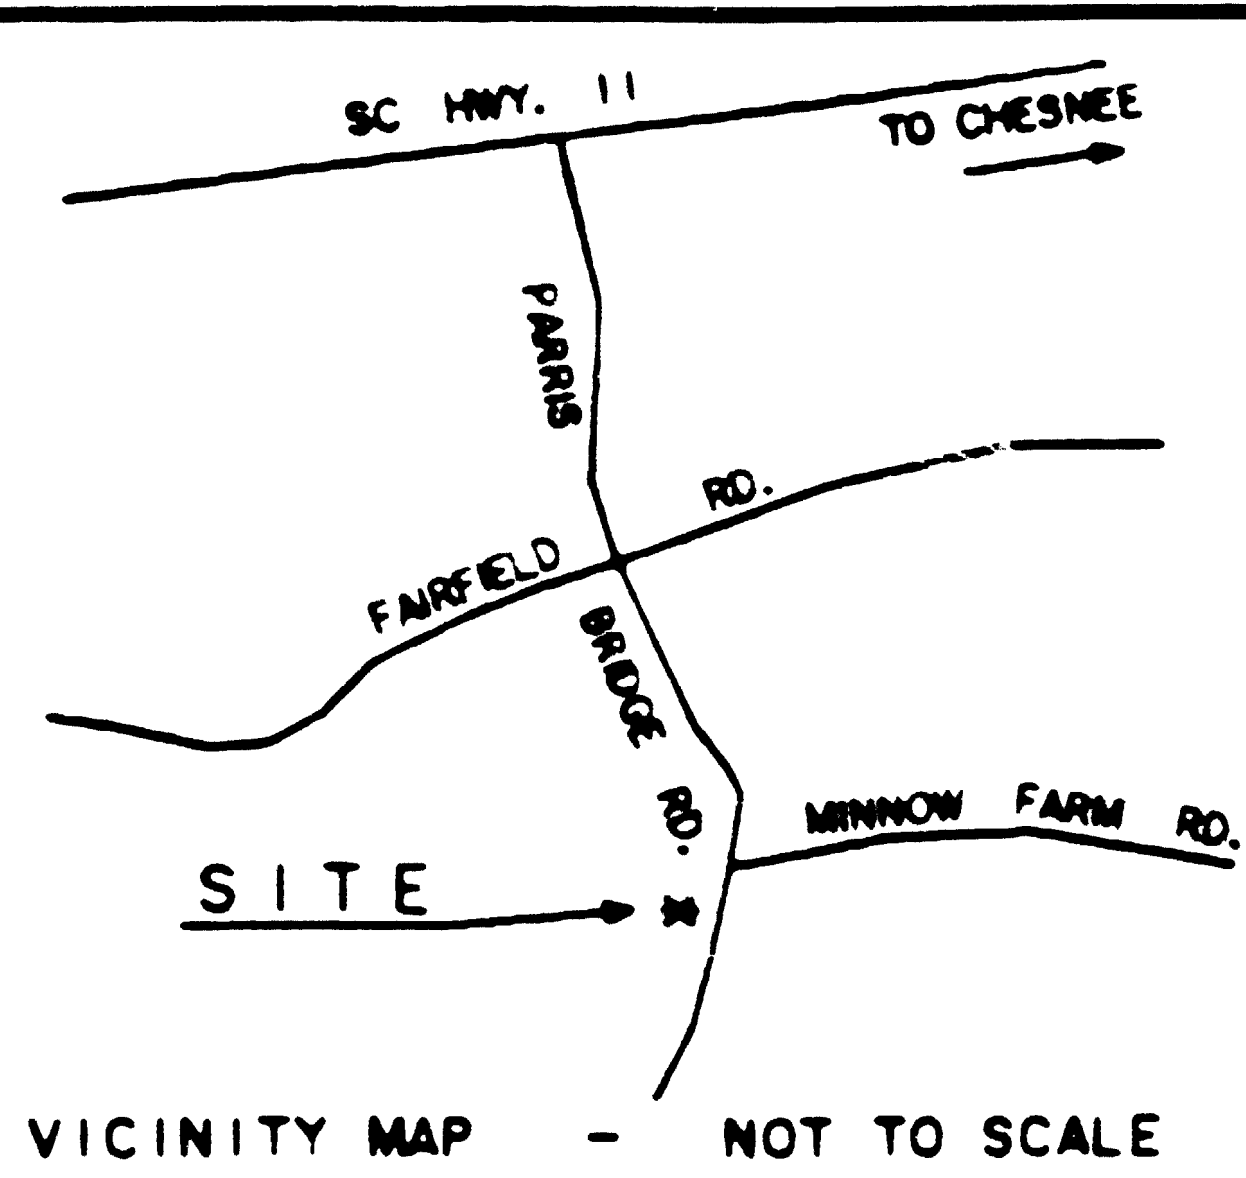 SC HWY. 11
TO CHESNEE
PARRIS
FAIRFIELD RD.
BRIDGE
RD.
MINNOW FARM RD.
SITE
VICINITY MAP - NOT TO SCALE